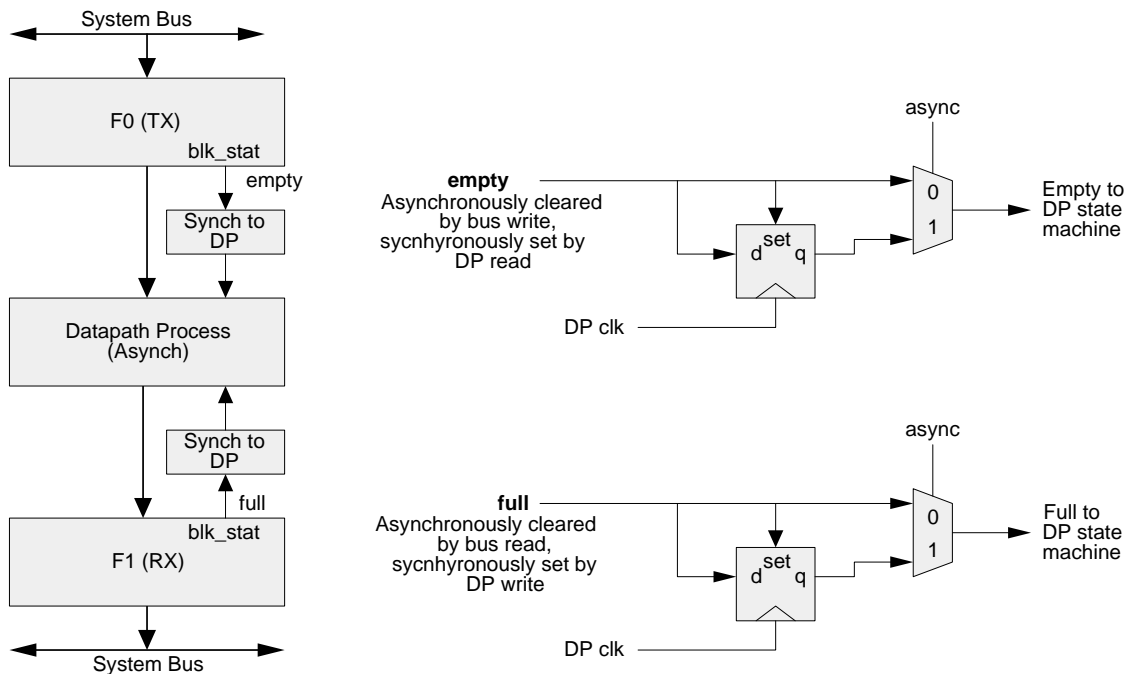 System Bus
F0 (TX)
blk_stat
empty
Synch to
DP
Datapath Process
(Asynch)
Synch to
DP
full
blk_stat
F1 (RX)
System Bus
async
empty
Asynchronously cleared
by bus write,
sycnhyronously set by
DP read
0
1
set
d
q
DP clk
Empty to
DP state
machine
async
full
Asynchronously cleared
by bus read,
sycnhyronously set by
DP write
0
1
set
d
q
DP clk
Full to
DP state
machine